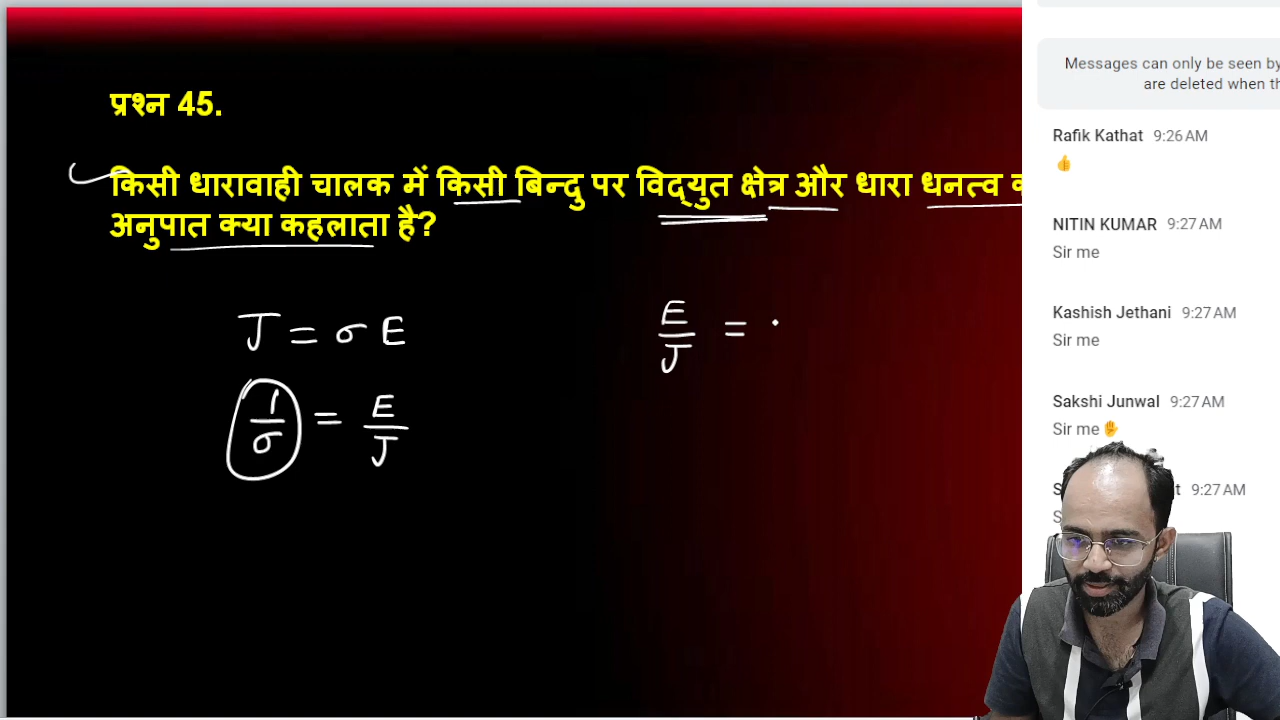 प्रश्न 45.
किसी धारावाही चालक में किसी बिन्दु पर विद्युत क्षेत्र और धारा धनत्व
अनुपात क्या कहलाता है?
J = σ E
1/σ = E/J
E/J =
Messages can only be seen by
are deleted when th
Rafik Kathat 9:26 AM
👍
NITIN KUMAR 9:27 AM
Sir me
Kashish Jethani 9:27 AM
Sir me
Sakshi Junwal 9:27 AM
Sir me✋
9:27 AM